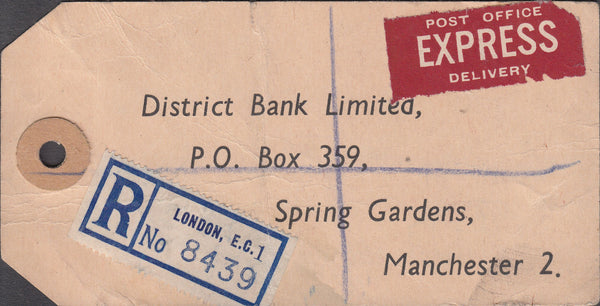 POST OFFICE
EXPRESS
DELIVERY
District Bank Limited,
P.O. Box 359,
Spring Gardens,
Manchester 2.
R
LONDON, E.C.1
No 8439